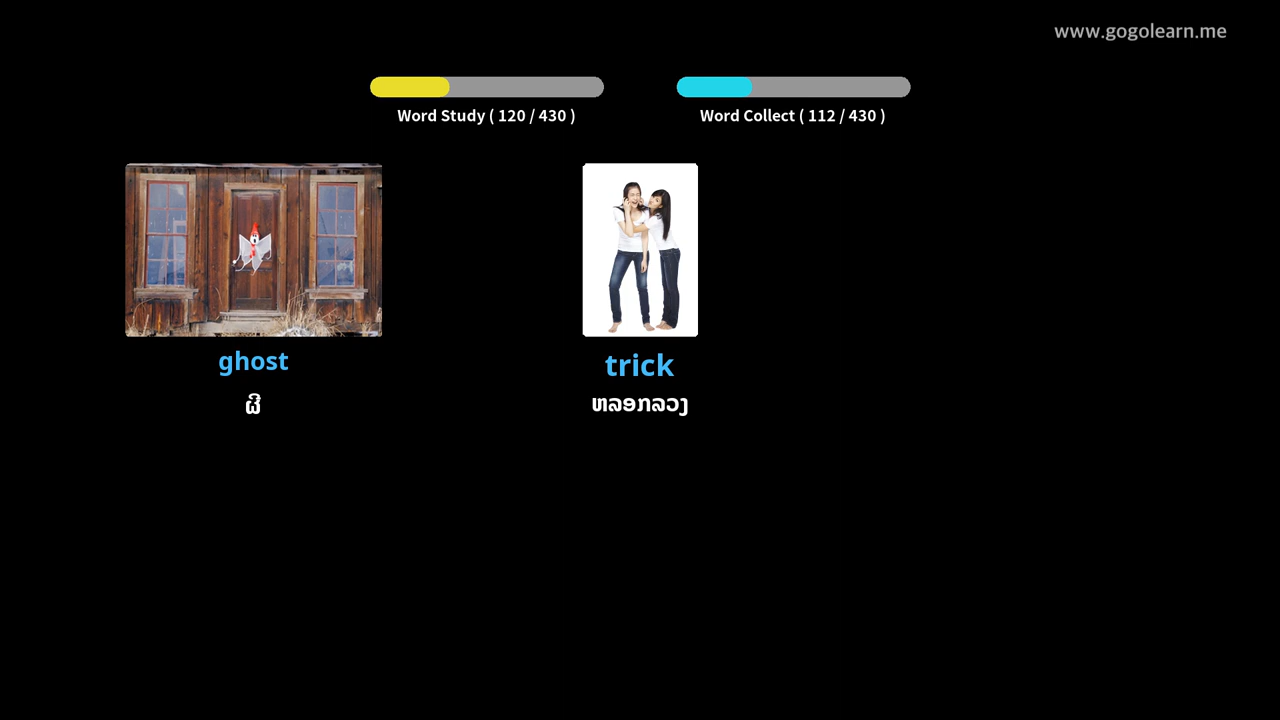 www.gogolearn.me
Word Study ( 120 / 430 )
Word Collect ( 112 / 430 )
ghost
ຜີ
trick
ຫລອກລວງ